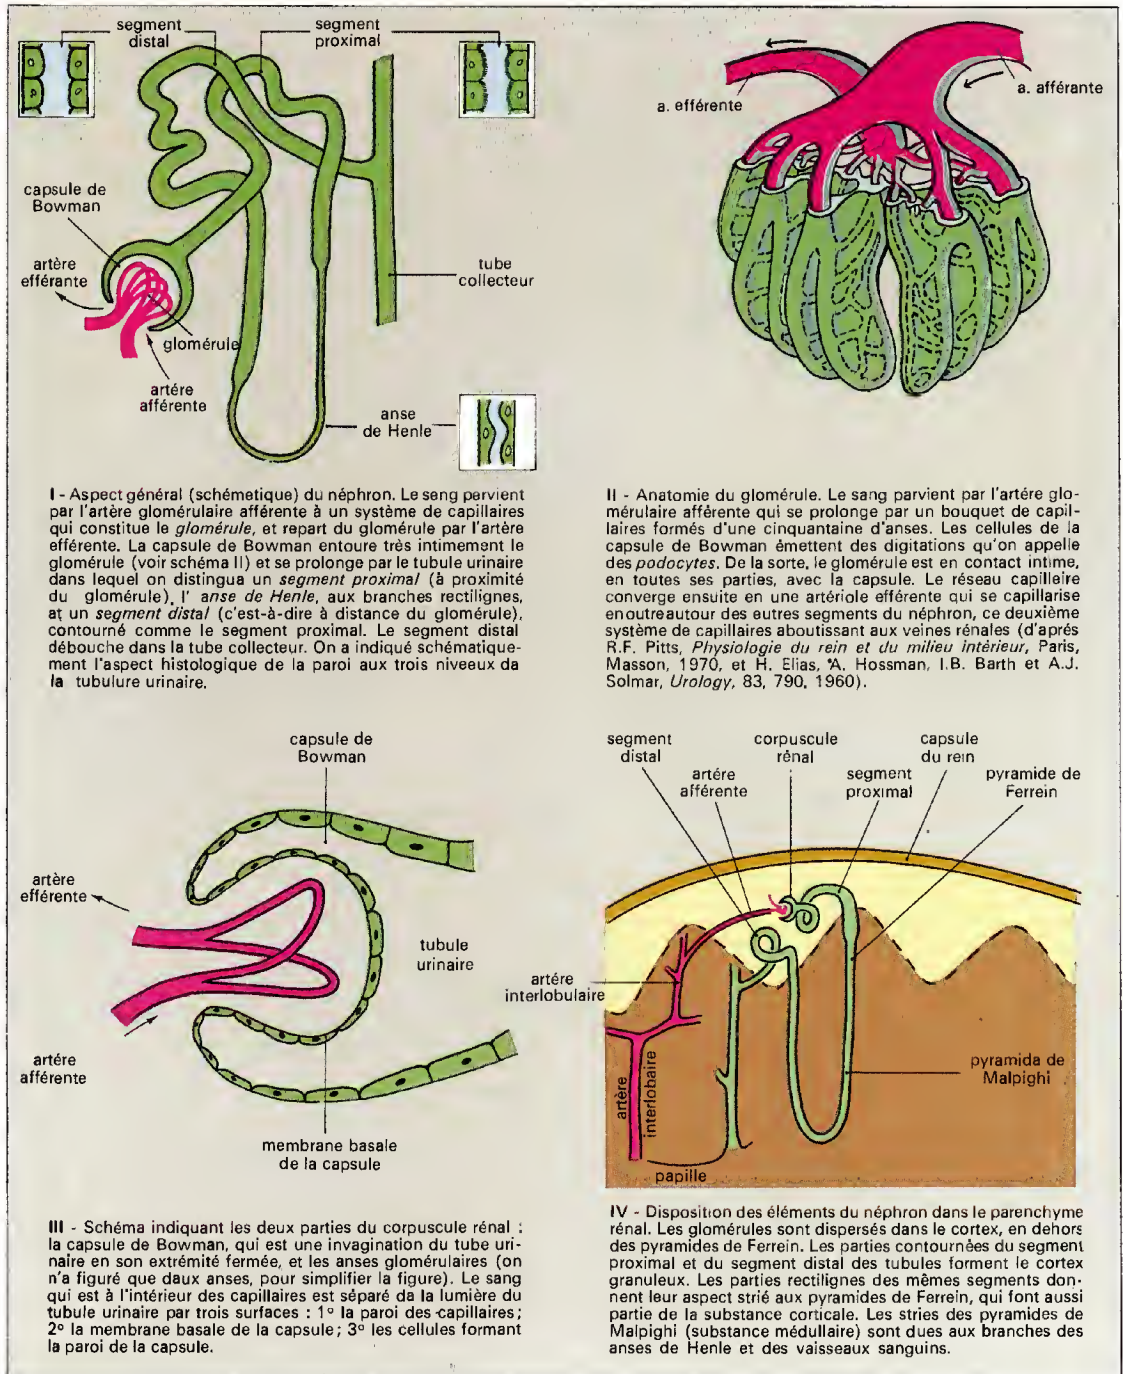 segment
distal
segment
proximal
capsule de
Bowman
artère
efférante
glomérule
artére
afférente
tube
collecteur
anse
de Henle
I - Aspect général (schémetique) du néphron. Le seng pervient
par l'artère glomérulaire afférente à un système de capillaires
qui constitue le glomérule, et repart du glomérule par l'artère
efférente. La capsule de Bowman entoure très intimement le
glomérule (voir schéma II) et se prolonge par le tubule urinaire
dans lequel on distingua un segment proximal (à proximité
du glomérule), l' anse de Henle, aux branches rectilignes,
at un segment distal (c'est-à-dire à distance du glomérule),
contourné comme le segment proximal. Le segment distal
débouche dans la tube collecteur. On a indiqué schématique-
ment l'aspect histologique de la paroi aux trois niveeux da
la tubulure urinaire.
a. efférente
a. afférante
II - Anatomie du glomérule. Le sang parvient par l'artére glo-
mérulaire afférente qui se prolonge par un bouquet de capil-
laires formés d'une cinquantaine d'anses. Les cellules de la
capsule de Bowman émettent des digitations qu'on appelle
des podocytes. De la sorte, le glomérule est en contact intime,
en toutes ses parties, avec la capsule. Le réseau capilleire
converge ensuite en une artériole efférente qui se capillarise
enoutreautour des autres segments du néphron, ce deuxième
système de capillaires aboutissant aux veines rénales (d'aprés
R.F. Pitts, Physiologie du rein et du milieu intérieur, Paris,
Masson, 1970, et H. Elias, A. Hossman, I.B. Barth et A.J.
Solmar, Urology, 83, 790, 1960).
capsule de
Bowman
artère
efférente
tubule
urinaire
artére
afférente
membrane basale
de la capsule
III - Schéma indiquant les deux parties du corpuscule rénal :
la capsule de Bowman, qui est une invagination du tube uri-
naire en son extrémité fermée, et les anses glomérulaires (on
n'a figuré que daux anses, pour simplifier la figure). Le sang
qui est à l'intérieur des capillaires est séparé da la lumière du
tubule urinaire par trois surfaces : 1° la paroi des capillaires;
2° la membrane basale de la capsule; 3° les cellules formant
la paroi de la capsule.
segment
distal
corpuscule
rénal
capsule
du rein
artére
afférente
segment
proximal
pyramide de
Ferrein
artére
interlobulaire
artère
interlobaire
pyramida de
Malpighi
papille
IV - Disposition des éléments du néphron dans le parenchyme
rénal. Les glomérules sont dispersés dans le cortex, en dehors
des pyramides de Ferrein. Les parties contournées du segment
proximal et du segment distal des tubules forment le cortex
granuleux. Les parties rectilignes des mêmes segments don-
nent leur aspect strié aux pyramides de Ferrein, qui font aussi
partie de la substance corticale. Les stries des pyramides de
Malpighi (substance médullaire) sont dues aux branches des
anses de Henle et des vaisseaux sanguins.